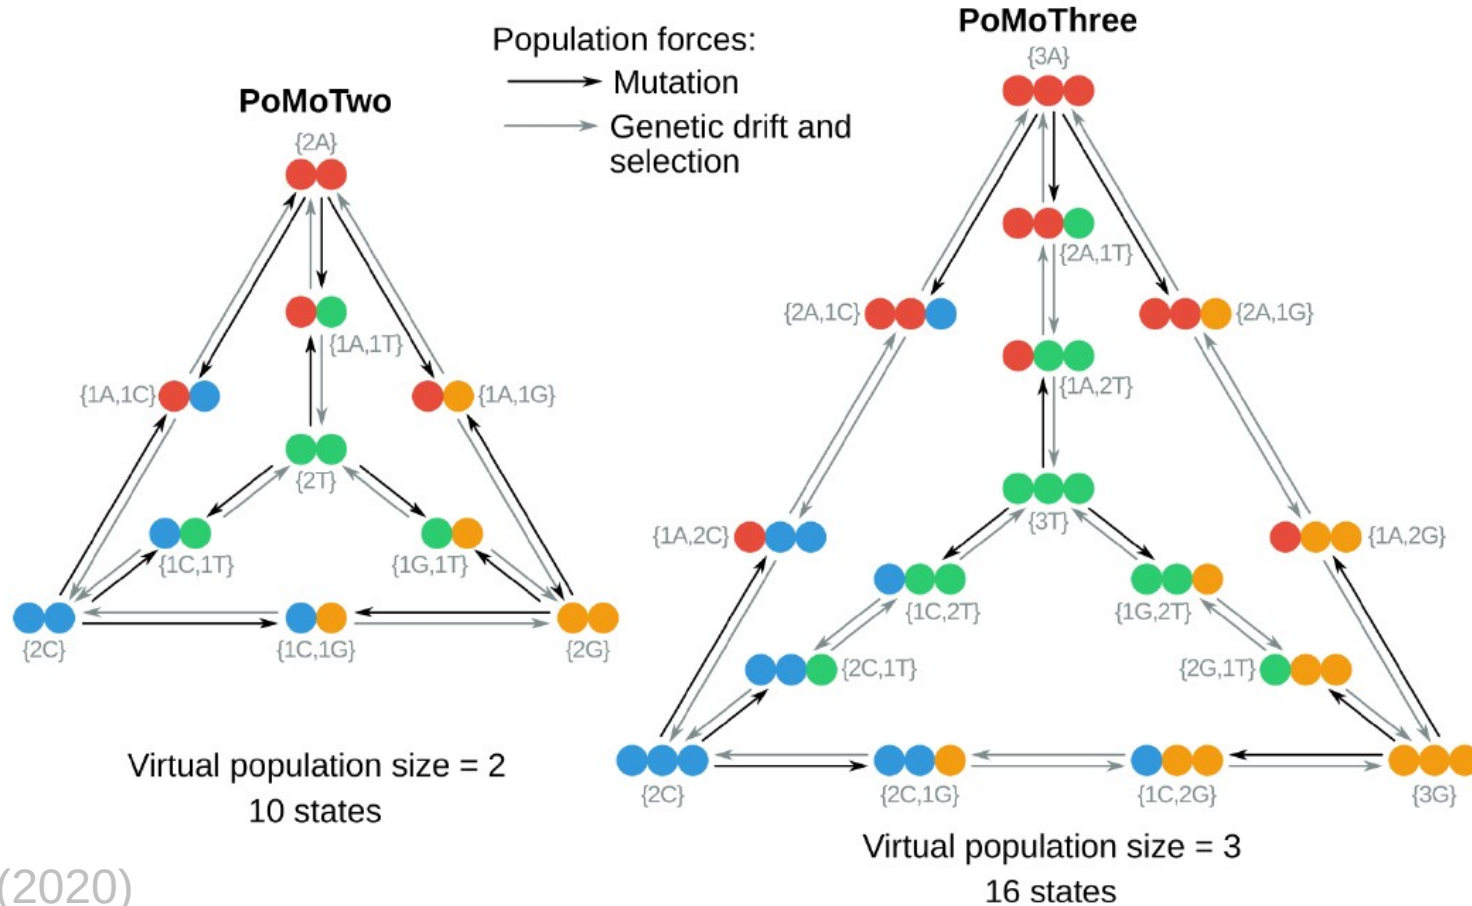 PoMoThree
{3A}
Population forces:
Mutation
Genetic drift and
selection
PoMoTwo
{2A}
{1A,1T}
{1A,1C}
{1A,1G}
{2T}
{1C,1T}
{1G,1T}
{2C}
{1C,1G}
{2G}
Virtual population size = 2
10 states
{2A,1T}
{2A,1C}
{2A,1G}
{1A,2T}
{3T}
{1A,2C}
{1A,2G}
{1C,2T}
{1G,2T}
{2C,1T}
{2G,1T}
{2C}
{2C,1G}
{1C,2G}
{3G}
Virtual population size = 3
16 states
(2020)